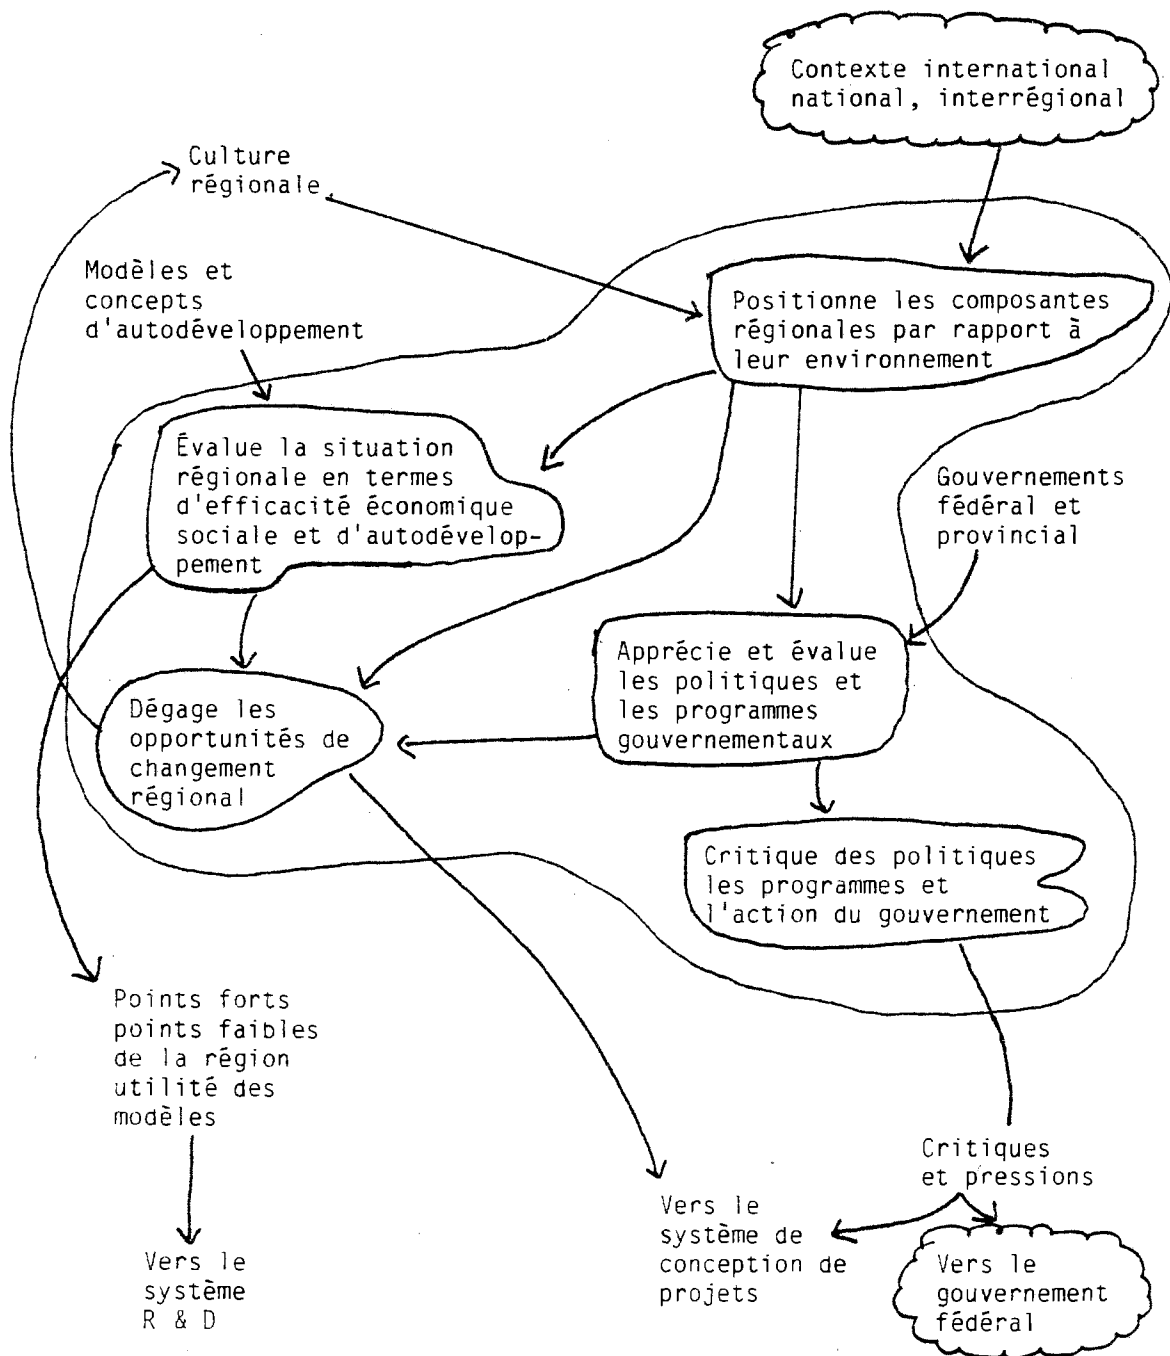 Contexte international
national, interrégional
Culture
régionale
Modèles et
concepts
d'autodéveloppement
Positionne les composantes
régionales par rapport à
leur environnement
Évalue la situation
régionale en termes
d'efficacité économique
sociale et d'autodévelop-
pement
Gouvernements
fédéral et
provincial
Apprécie et évalue
les politiques et
les programmes
gouvernementaux
Dégage les
opportunités de
changement
régional
Critique des politiques
les programmes et
l'action du gouvernement
Points forts
points faibles
de la région
utilité des
modèles
Critiques
et pressions
Vers le
système de
conception de
projets
Vers le
gouvernement
fédéral
Vers le
système
R & D